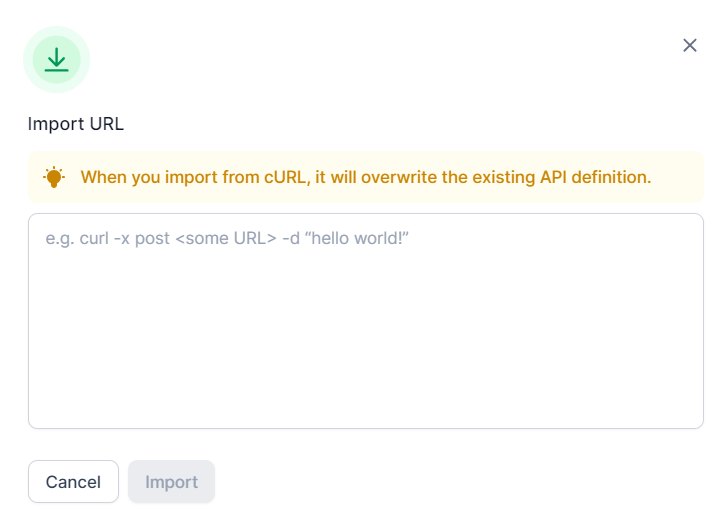 Import URL
When you import from cURL, it will overwrite the existing API definition.
e.g. curl -x post <some URL> -d “hello world!”
Cancel
Import